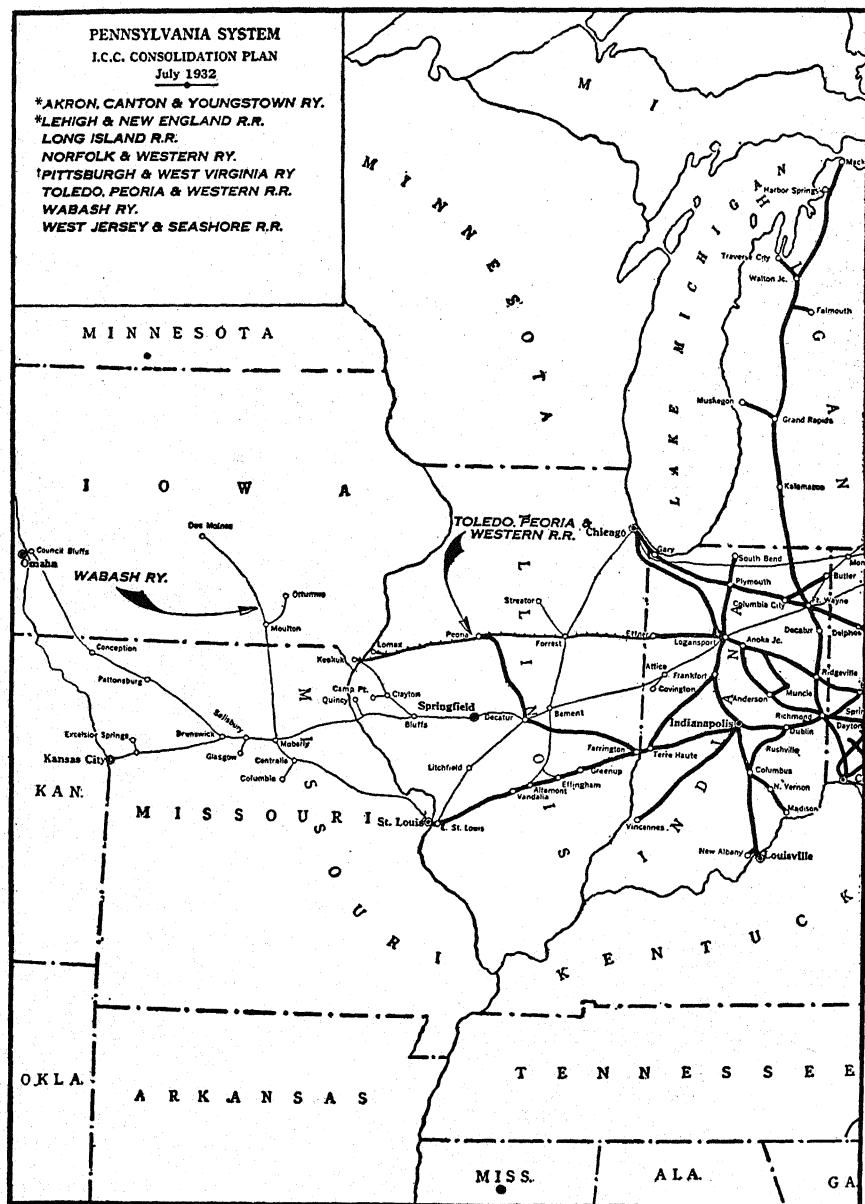 PENNSYLVANIA SYSTEM
I.C.C. CONSOLIDATION PLAN
July 1932
*AKRON, CANTON & YOUNGSTOWN RY.
*LEHIGH & NEW ENGLAND R.R.
LONG ISLAND R.R.
NORFOLK & WESTERN RY.
†PITTSBURGH & WEST VIRGINIA RY
TOLEDO, PEORIA & WESTERN R.R.
WABASH RY.
WEST JERSEY & SEASHORE R.R.
MICHIGAN
MINNESOTA
LAKE MICHIGAN
Mach
Harbor Springs
Traverse City
Walton Jc.
Falmouth
MINNESOTA
Muskegon
Grand Rapids
Kalamazoo
IOWA
Des Moines
TOLEDO, PEORIA &
WESTERN R.R.
Chicago
Gary
South Bend
Mon
Council Bluffs
Omaha
WABASH RY.
Ottumwa
Moulton
Streator
Plymouth
Butler
Columbia City
Ft. Wayne
Peoria
Forrest
Effner
Logansport
Anoka Jc.
Decatur
Delphos
Conception
Lomax
Keokuk
Pattonsburg
Camp Pt.
Quincy
Clayton
Springfield
Bluffs
Decatur
Bement
Attica
Covington
Frankfort
Anderson
Muncie
Ridgeville
Richmond
Sprin
Dayton
Dublin
Excelsior Springs
Salisbury
Brunswick
Glasgow
Moberly
Centralia
Columbia
Kansas City
Indianapolis
Rushville
Farrington
Terre Haute
Litchfield
Greenup
Effingham
Altamont
Vandalia
Columbus
N. Vernon
Madison
KAN.
MISSOURI
St. Louis
E. St. Louis
Vincennes
New Albany
Louisville
ILLINOIS
INDIANA
MISSOURI
KENTUCK
OKLA.
ARKANSAS
TENNESSEE
MISS.
ALA.
GA